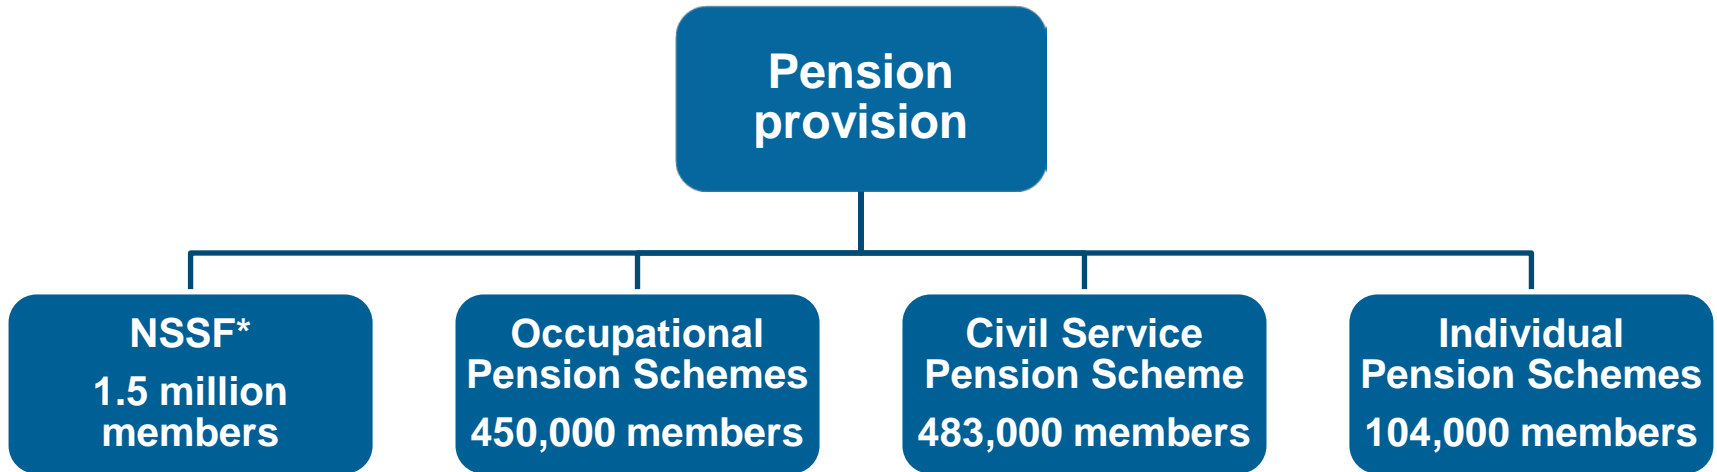 Pension
provision
NSSF*
1.5 million
members
Occupational
Pension Schemes
450,000 members
Civil Service
Pension Scheme
483,000 members
Individual
Pension Schemes
104,000 members